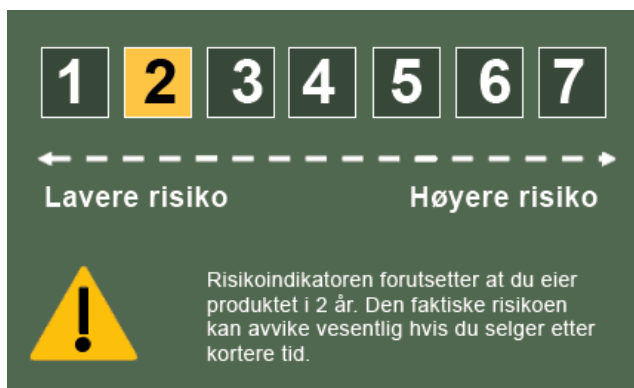 1 2 3 4 5 6 7
Lavere risiko Høyere risiko
Risikoindikatoren forutsetter at du eier
produktet i 2 år. Den faktiske risikoen
kan avvike vesentlig hvis du selger etter
kortere tid.